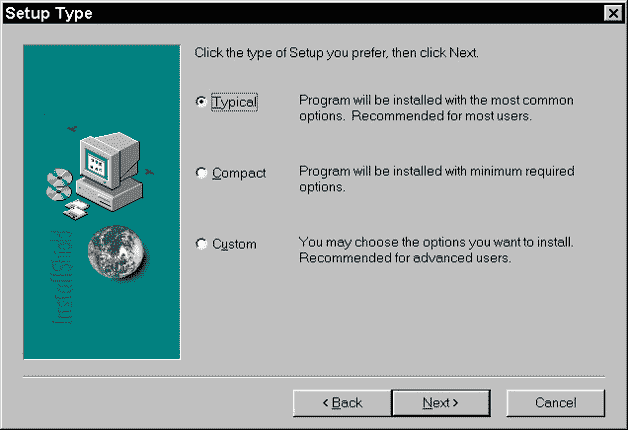 Setup Type
Click the type of Setup you prefer, then click Next.
Typical
Program will be installed with the most common
options. Recommended for most users.
Compact
Program will be installed with minimum required
options.
Custom
You may choose the options you want to install.
Recommended for advanced users.
InstallShield
< Back
Next >
Cancel